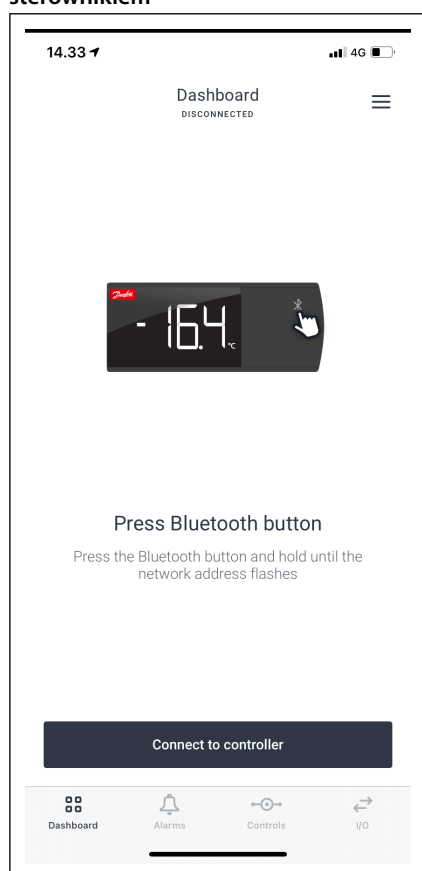 sterownikiem
14.33
4G
Dashboard
DISCONNECTED
Danfoss
-16.4 °C
Press Bluetooth button
Press the Bluetooth button and hold until the
network address flashes
Connect to controller
Dashboard Alarms Controls I/O